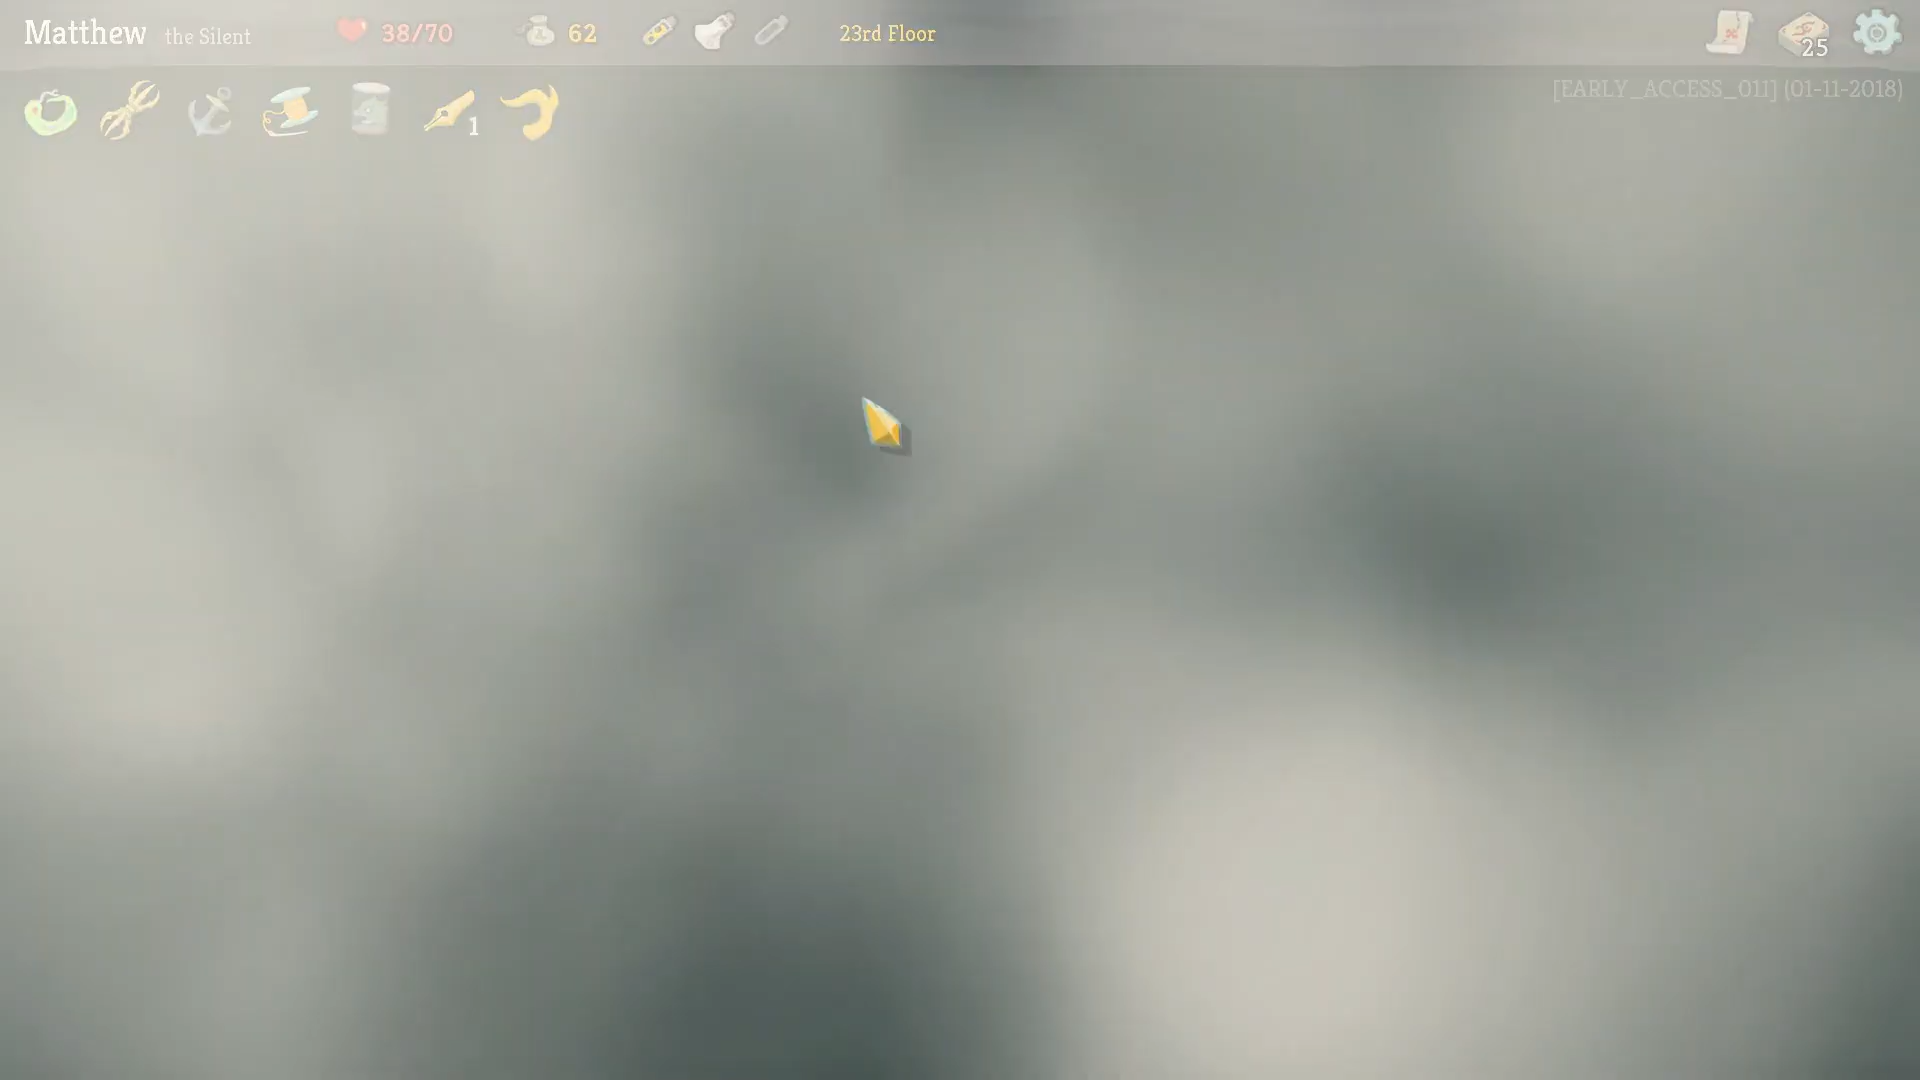 Matthew the Silent 38/70 62 23rd Floor 25
[EARLY_ACCESS_011] (01-11-2018)
1